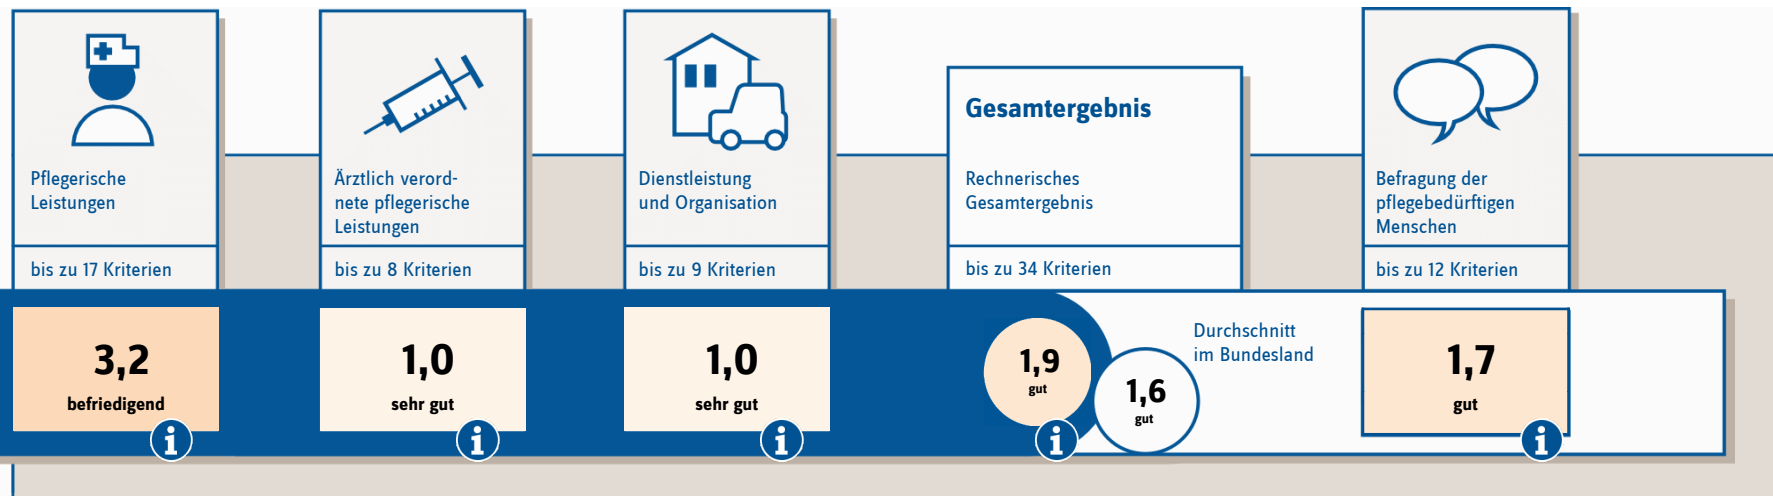 Pflegerische
Leistungen
bis zu 17 Kriterien
3,2
befriedigend
Ärztlich verord-
nete pflegerische
Leistungen
bis zu 8 Kriterien
1,0
sehr gut
Dienstleistung
und Organisation
bis zu 9 Kriterien
1,0
sehr gut
Gesamtergebnis
Rechnerisches
Gesamtergebnis
bis zu 34 Kriterien
1,9
gut
1,6
gut
Durchschnitt
im Bundesland
Befragung der
pflegebedürftigen
Menschen
bis zu 12 Kriterien
1,7
gut